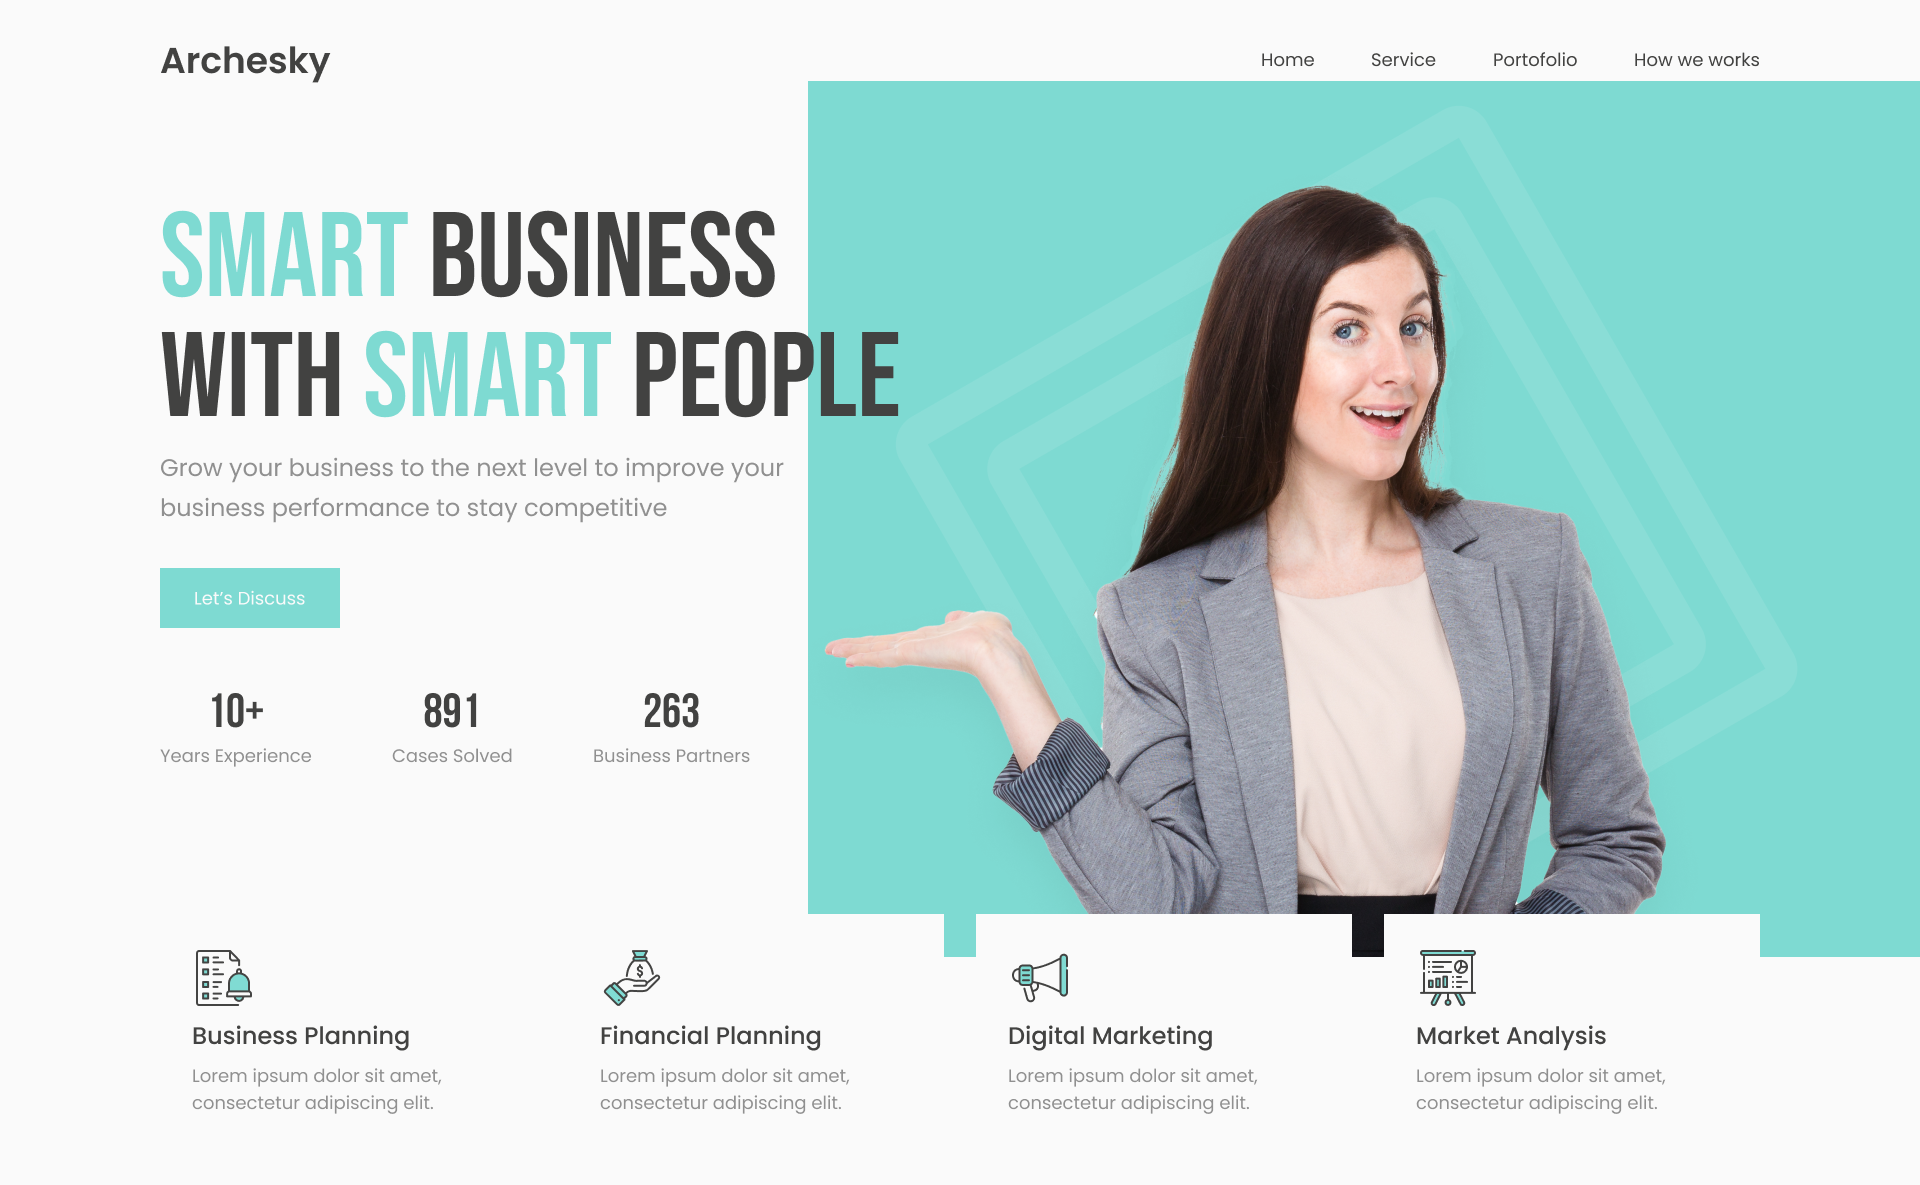 Archesky
Home
Service
Portofolio
How we works
SMART BUSINESS
WITH SMART PEOPLE
Grow your business to the next level to improve your
business performance to stay competitive
Let's Discuss
10+
Years Experience
891
Cases Solved
263
Business Partners
$
Business Planning
Lorem ipsum dolor sit amet,
consectetur adipiscing elit.
Financial Planning
Lorem ipsum dolor sit amet,
consectetur adipiscing elit.
Digital Marketing
Lorem ipsum dolor sit amet,
consectetur adipiscing elit.
Market Analysis
Lorem ipsum dolor sit amet,
consectetur adipiscing elit.